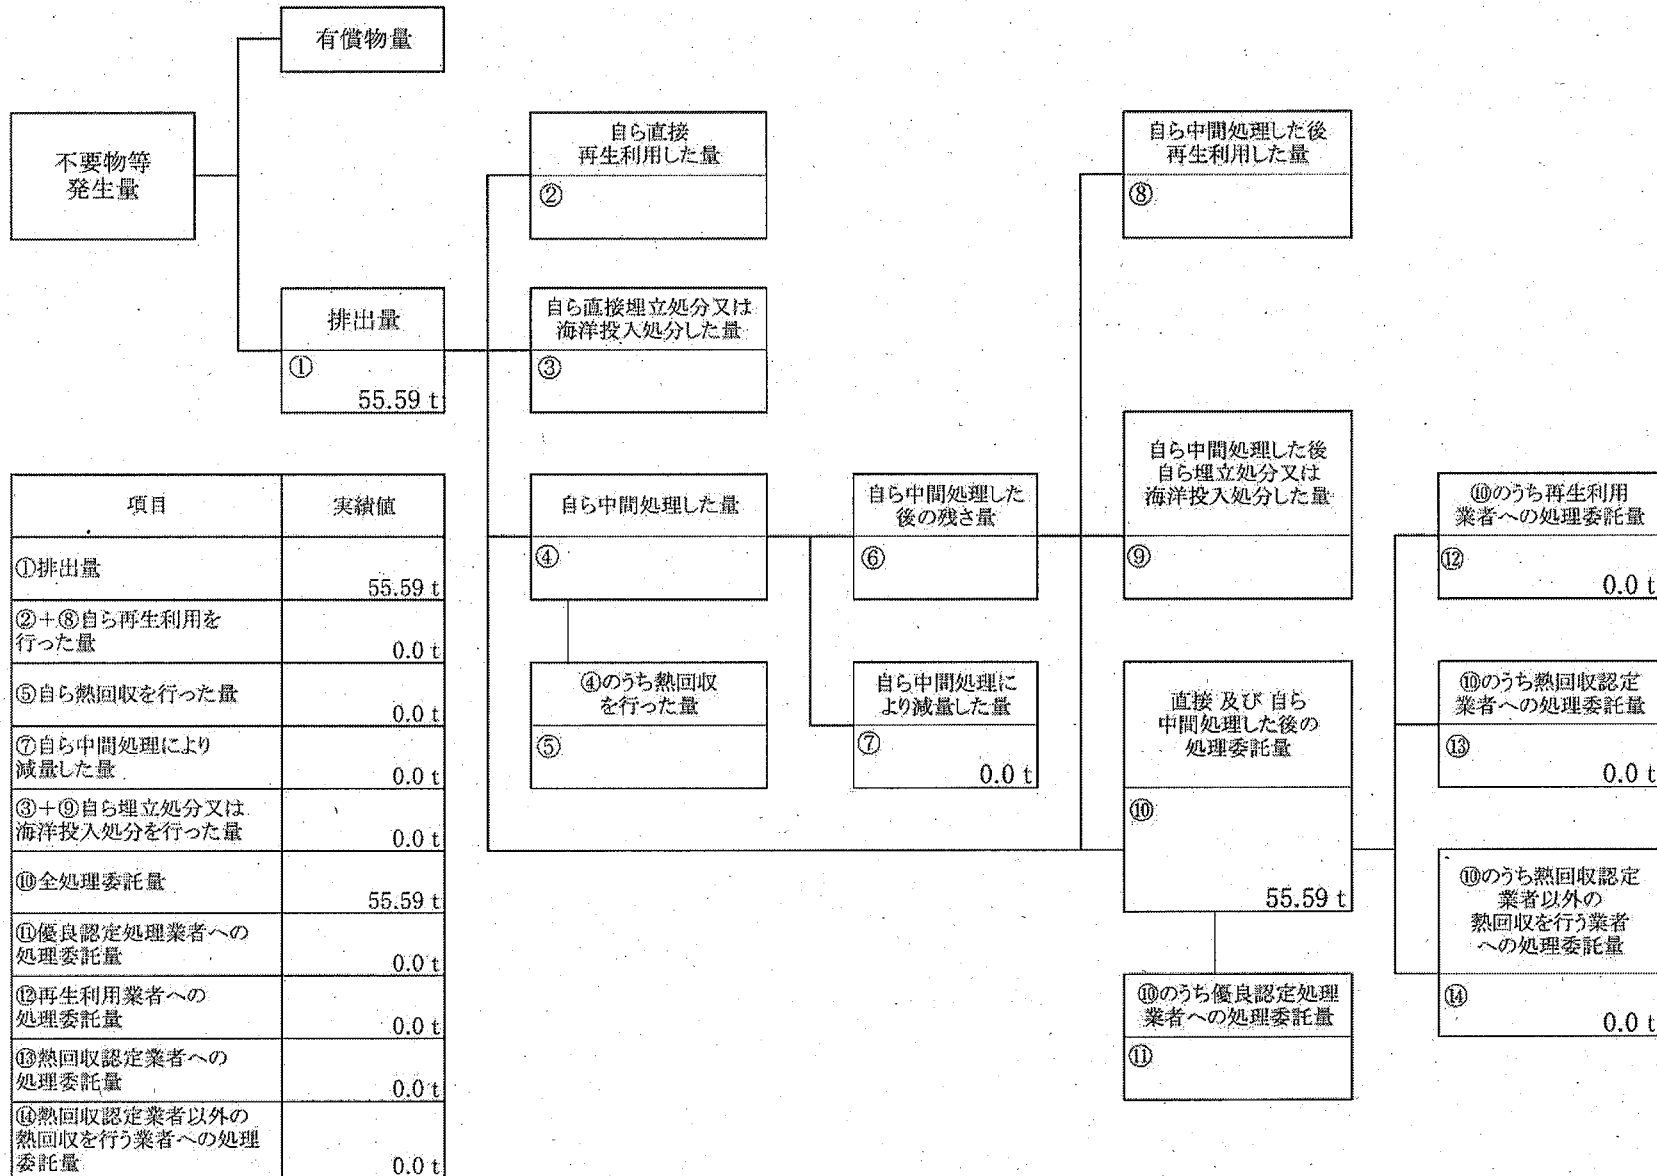 有償物量
不要物等
発生量
排出量
①
55.59 t
自ら直接
再生利用した量
②
自ら直接埋立処分又は
海洋投入処分した量
③
自ら中間処理した量
④
④のうち熱回収
を行った量
⑤
自ら中間処理した
後の残さ量
⑥
自ら中間処理に
より減量した量
⑦
0.0 t
自ら中間処理した後
再生利用した量
⑧
自ら中間処理した後
自ら埋立処分又は
海洋投入処分した量
⑨
直接 及び 自ら
中間処理した後の
処理委託量
⑩
55.59 t
⑩のうち優良認定処理
業者への処理委託量
⑪
⑩のうち再生利用
業者への処理委託量
⑫
0.0 t
⑩のうち熱回収認定
業者への処理委託量
⑬
0.0 t
⑩のうち熱回収認定
業者以外の
熱回収を行う業者
への処理委託量
⑭
0.0 t
項目 実績値
①排出量
55.59 t
②+⑧自ら再生利用を
行った量
0.0 t
⑤自ら熱回収を行った量
0.0 t
⑦自ら中間処理により
減量した量
0.0 t
③+⑨自ら埋立処分又は
海洋投入処分を行った量
0.0 t
⑩全処理委託量
55.59 t
⑪優良認定処理業者への
処理委託量
0.0 t
⑫再生利用業者への
処理委託量
0.0 t
⑬熱回収認定業者への
処理委託量
0.0 t
⑭熱回収認定業者以外の
熱回収を行う業者への処理
委託量
0.0 t